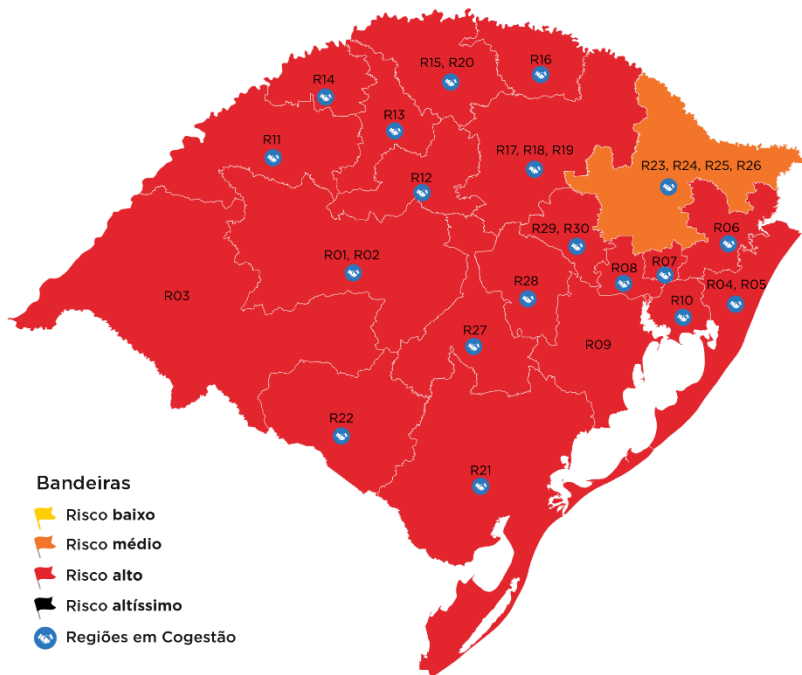 R16
R15, R20
R14
R13
R11
R17, R18, R19
R23, R24, R25, R26
R12
R06
R29, R30
R01, R02
R08
R07
R28
R04, R05
R03
R10
R27
R09
R22
R21
Bandeiras
Risco baixo
Risco médio
Risco alto
Risco altíssimo
Regiões em Cogestão